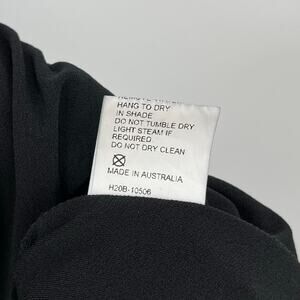 HANG TO DRY
IN SHADE
DO NOT TUMBLE DRY
LIGHT STEAM IF
REQUIRED
DO NOT DRY CLEAN
MADE IN AUSTRALIA
H20B-10506